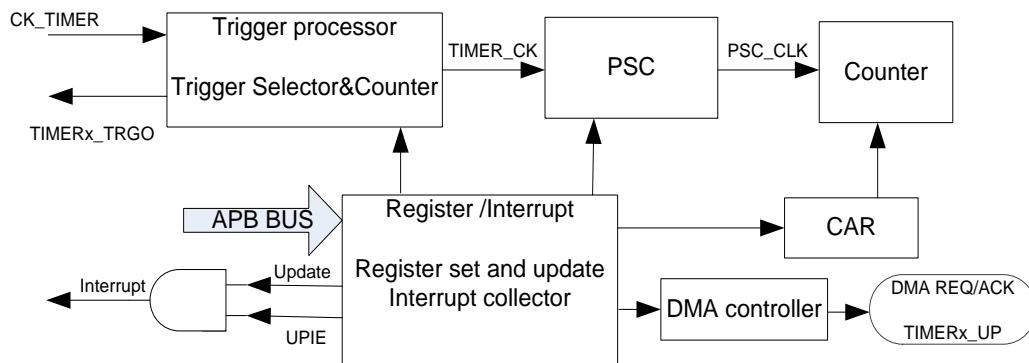 CK_TIMER
Trigger processor
Trigger Selector&Counter
TIMERx_TRGO
TIMER_CK
PSC
PSC_CLK
Counter
APB BUS
Register /Interrupt
Register set and update
Interrupt collector
CAR
Interrupt
Update
UPIE
DMA controller
DMA REQ/ACK
TIMERx_UP